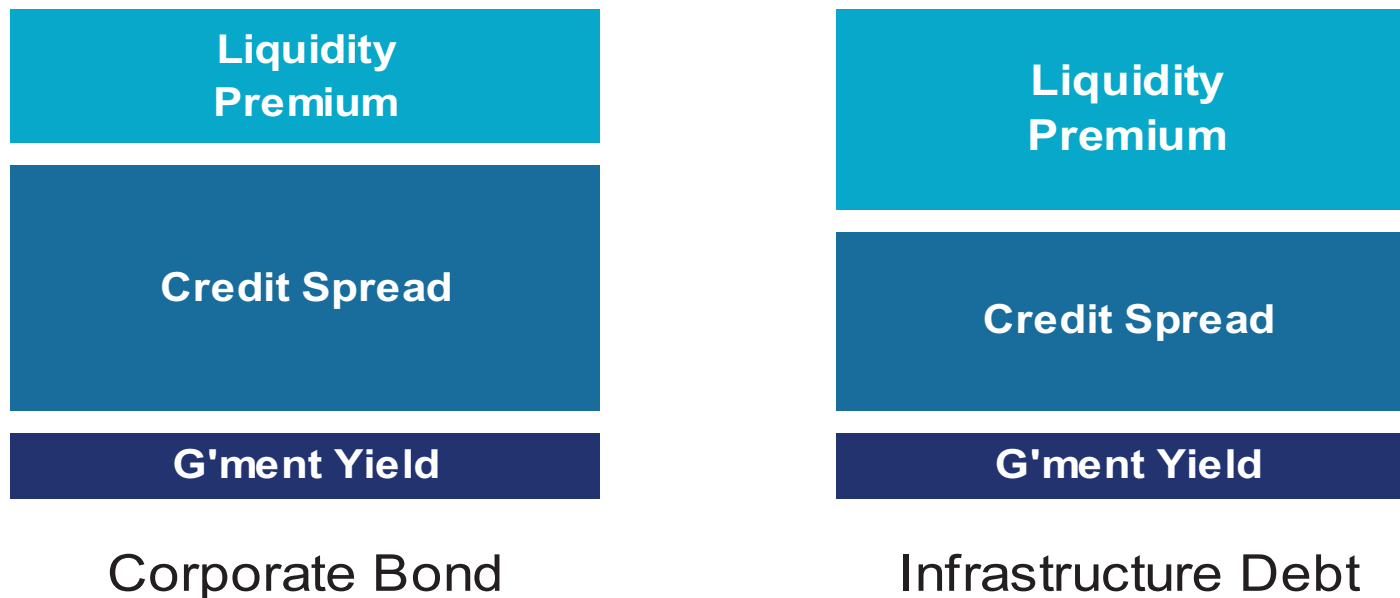 Liquidity
Premium
Credit Spread
G'ment Yield
Corporate Bond
Liquidity
Premium
Credit Spread
G'ment Yield
Infrastructure Debt